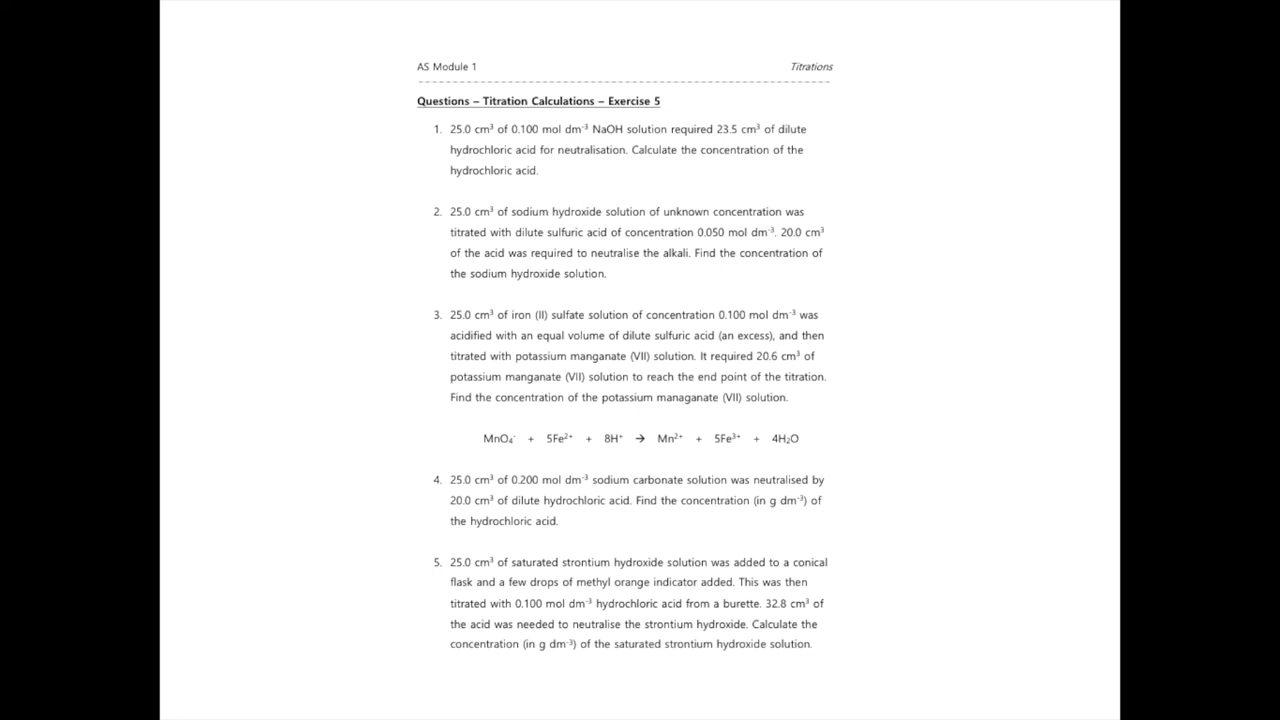 AS Module 1 Titrations
Questions – Titration Calculations – Exercise 5
1. 25.0 cm³ of 0.100 mol dm⁻³ NaOH solution required 23.5 cm³ of dilute
hydrochloric acid for neutralisation. Calculate the concentration of the
hydrochloric acid.
2. 25.0 cm³ of sodium hydroxide solution of unknown concentration was
titrated with dilute sulfuric acid of concentration 0.050 mol dm⁻³. 20.0 cm³
of the acid was required to neutralise the alkali. Find the concentration of
the sodium hydroxide solution.
3. 25.0 cm³ of iron (II) sulfate solution of concentration 0.100 mol dm⁻³ was
acidified with an equal volume of dilute sulfuric acid (an excess), and then
titrated with potassium manganate (VII) solution. It required 20.6 cm³ of
potassium manganate (VII) solution to reach the end point of the titration.
Find the concentration of the potassium managanate (VII) solution.
MnO₄⁻ + 5Fe²⁺ + 8H⁺ → Mn²⁺ + 5Fe³⁺ + 4H₂O
4. 25.0 cm³ of 0.200 mol dm⁻³ sodium carbonate solution was neutralised by
20.0 cm³ of dilute hydrochloric acid. Find the concentration (in g dm⁻³) of
the hydrochloric acid.
5. 25.0 cm³ of saturated strontium hydroxide solution was added to a conical
flask and a few drops of methyl orange indicator added. This was then
titrated with 0.100 mol dm⁻³ hydrochloric acid from a burette. 32.8 cm³ of
the acid was needed to neutralise the strontium hydroxide. Calculate the
concentration (in g dm⁻³) of the saturated strontium hydroxide solution.